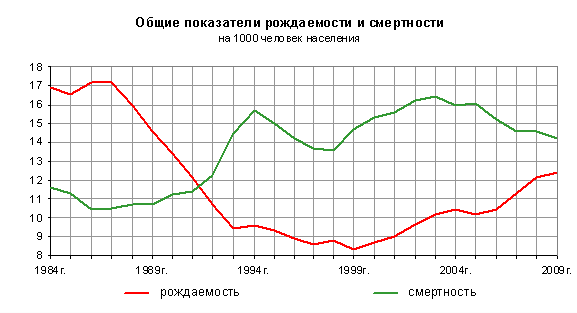 Общие показатели рождаемости и смертности
на 1000 человек населения
18
17
16
15
14
13
12
11
10
9
8
1984г. 1989г. 1994г. 1999г. 2004г. 2009г.
рождаемость смертность